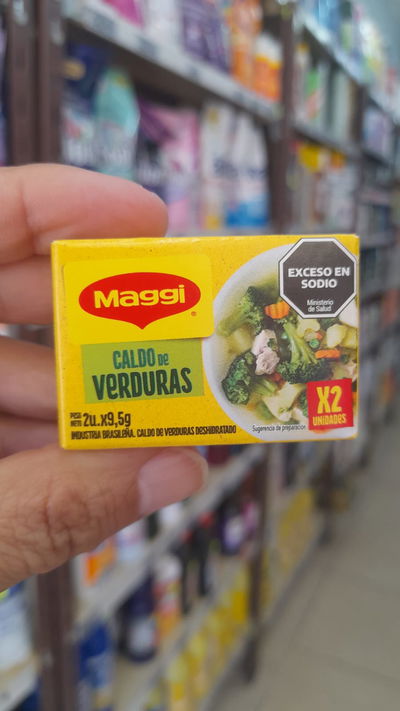 Maggi
®
CALDO DE
VERDURAS
PESO NETO 2u.x9,5g
INDUSTRIA BRASILEÑA. CALDO DE VERDURAS DESHIDRATADO
EXCESO EN
SODIO
Ministerio
de Salud
X2
UNIDADES
Sugerencia de preparación